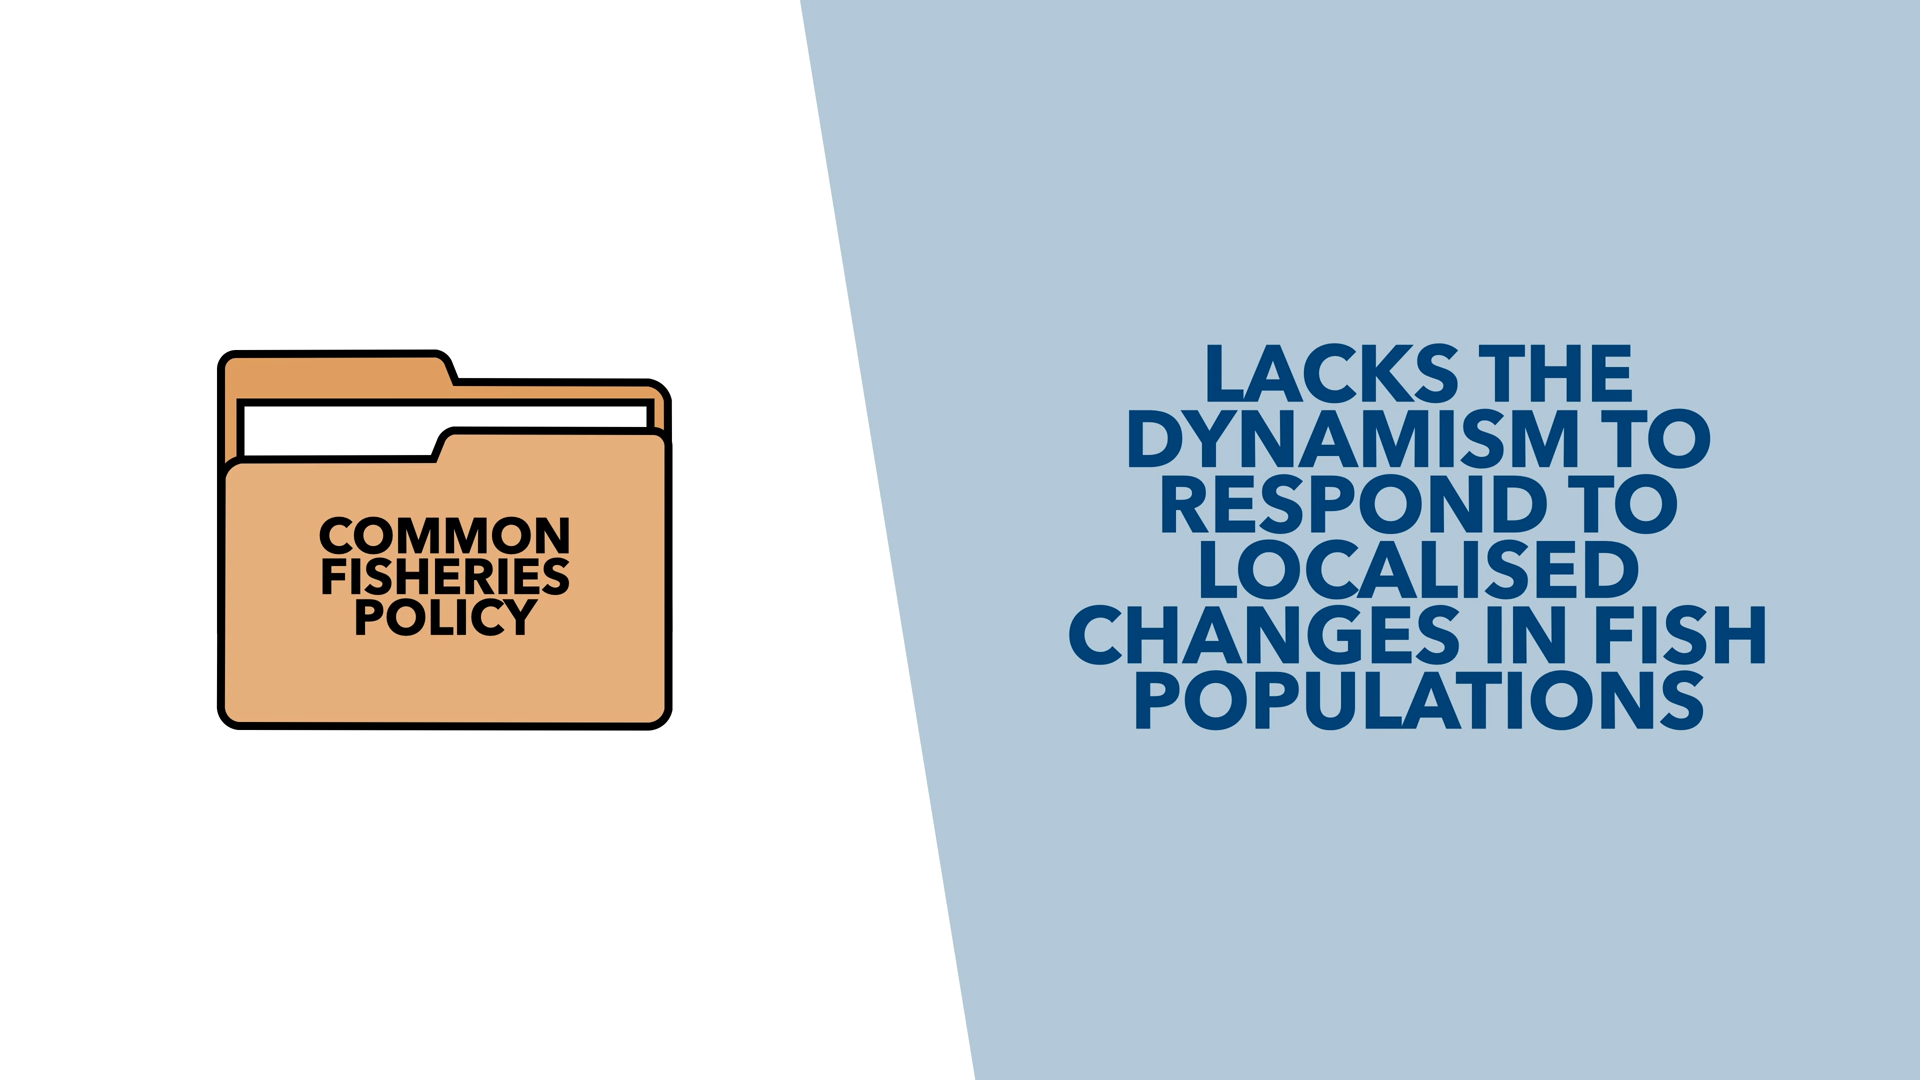 COMMON
FISHERIES
POLICY
LACKS THE
DYNAMISM TO
RESPOND TO
LOCALISED
CHANGES IN FISH
POPULATIONS